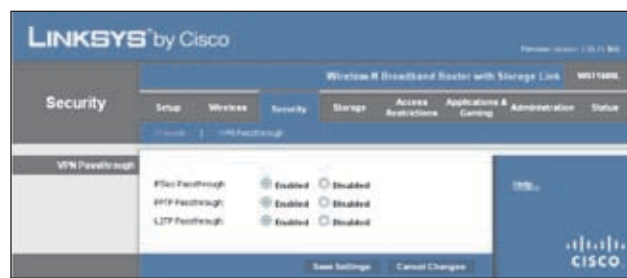 LINKSYS® by Cisco
Wireless-N Broadband Router with Storage Link
Security
Setup Wireless Security Storage Access Restrictions Applications & Gaming Administration Status
VPN Passthrough
VPN Passthrough
IPSec Passthrough: Enabled Disabled
PPTP Passthrough: Enabled Disabled
L2TP Passthrough: Enabled Disabled
Help...
Save Settings Cancel Changes
CISCO